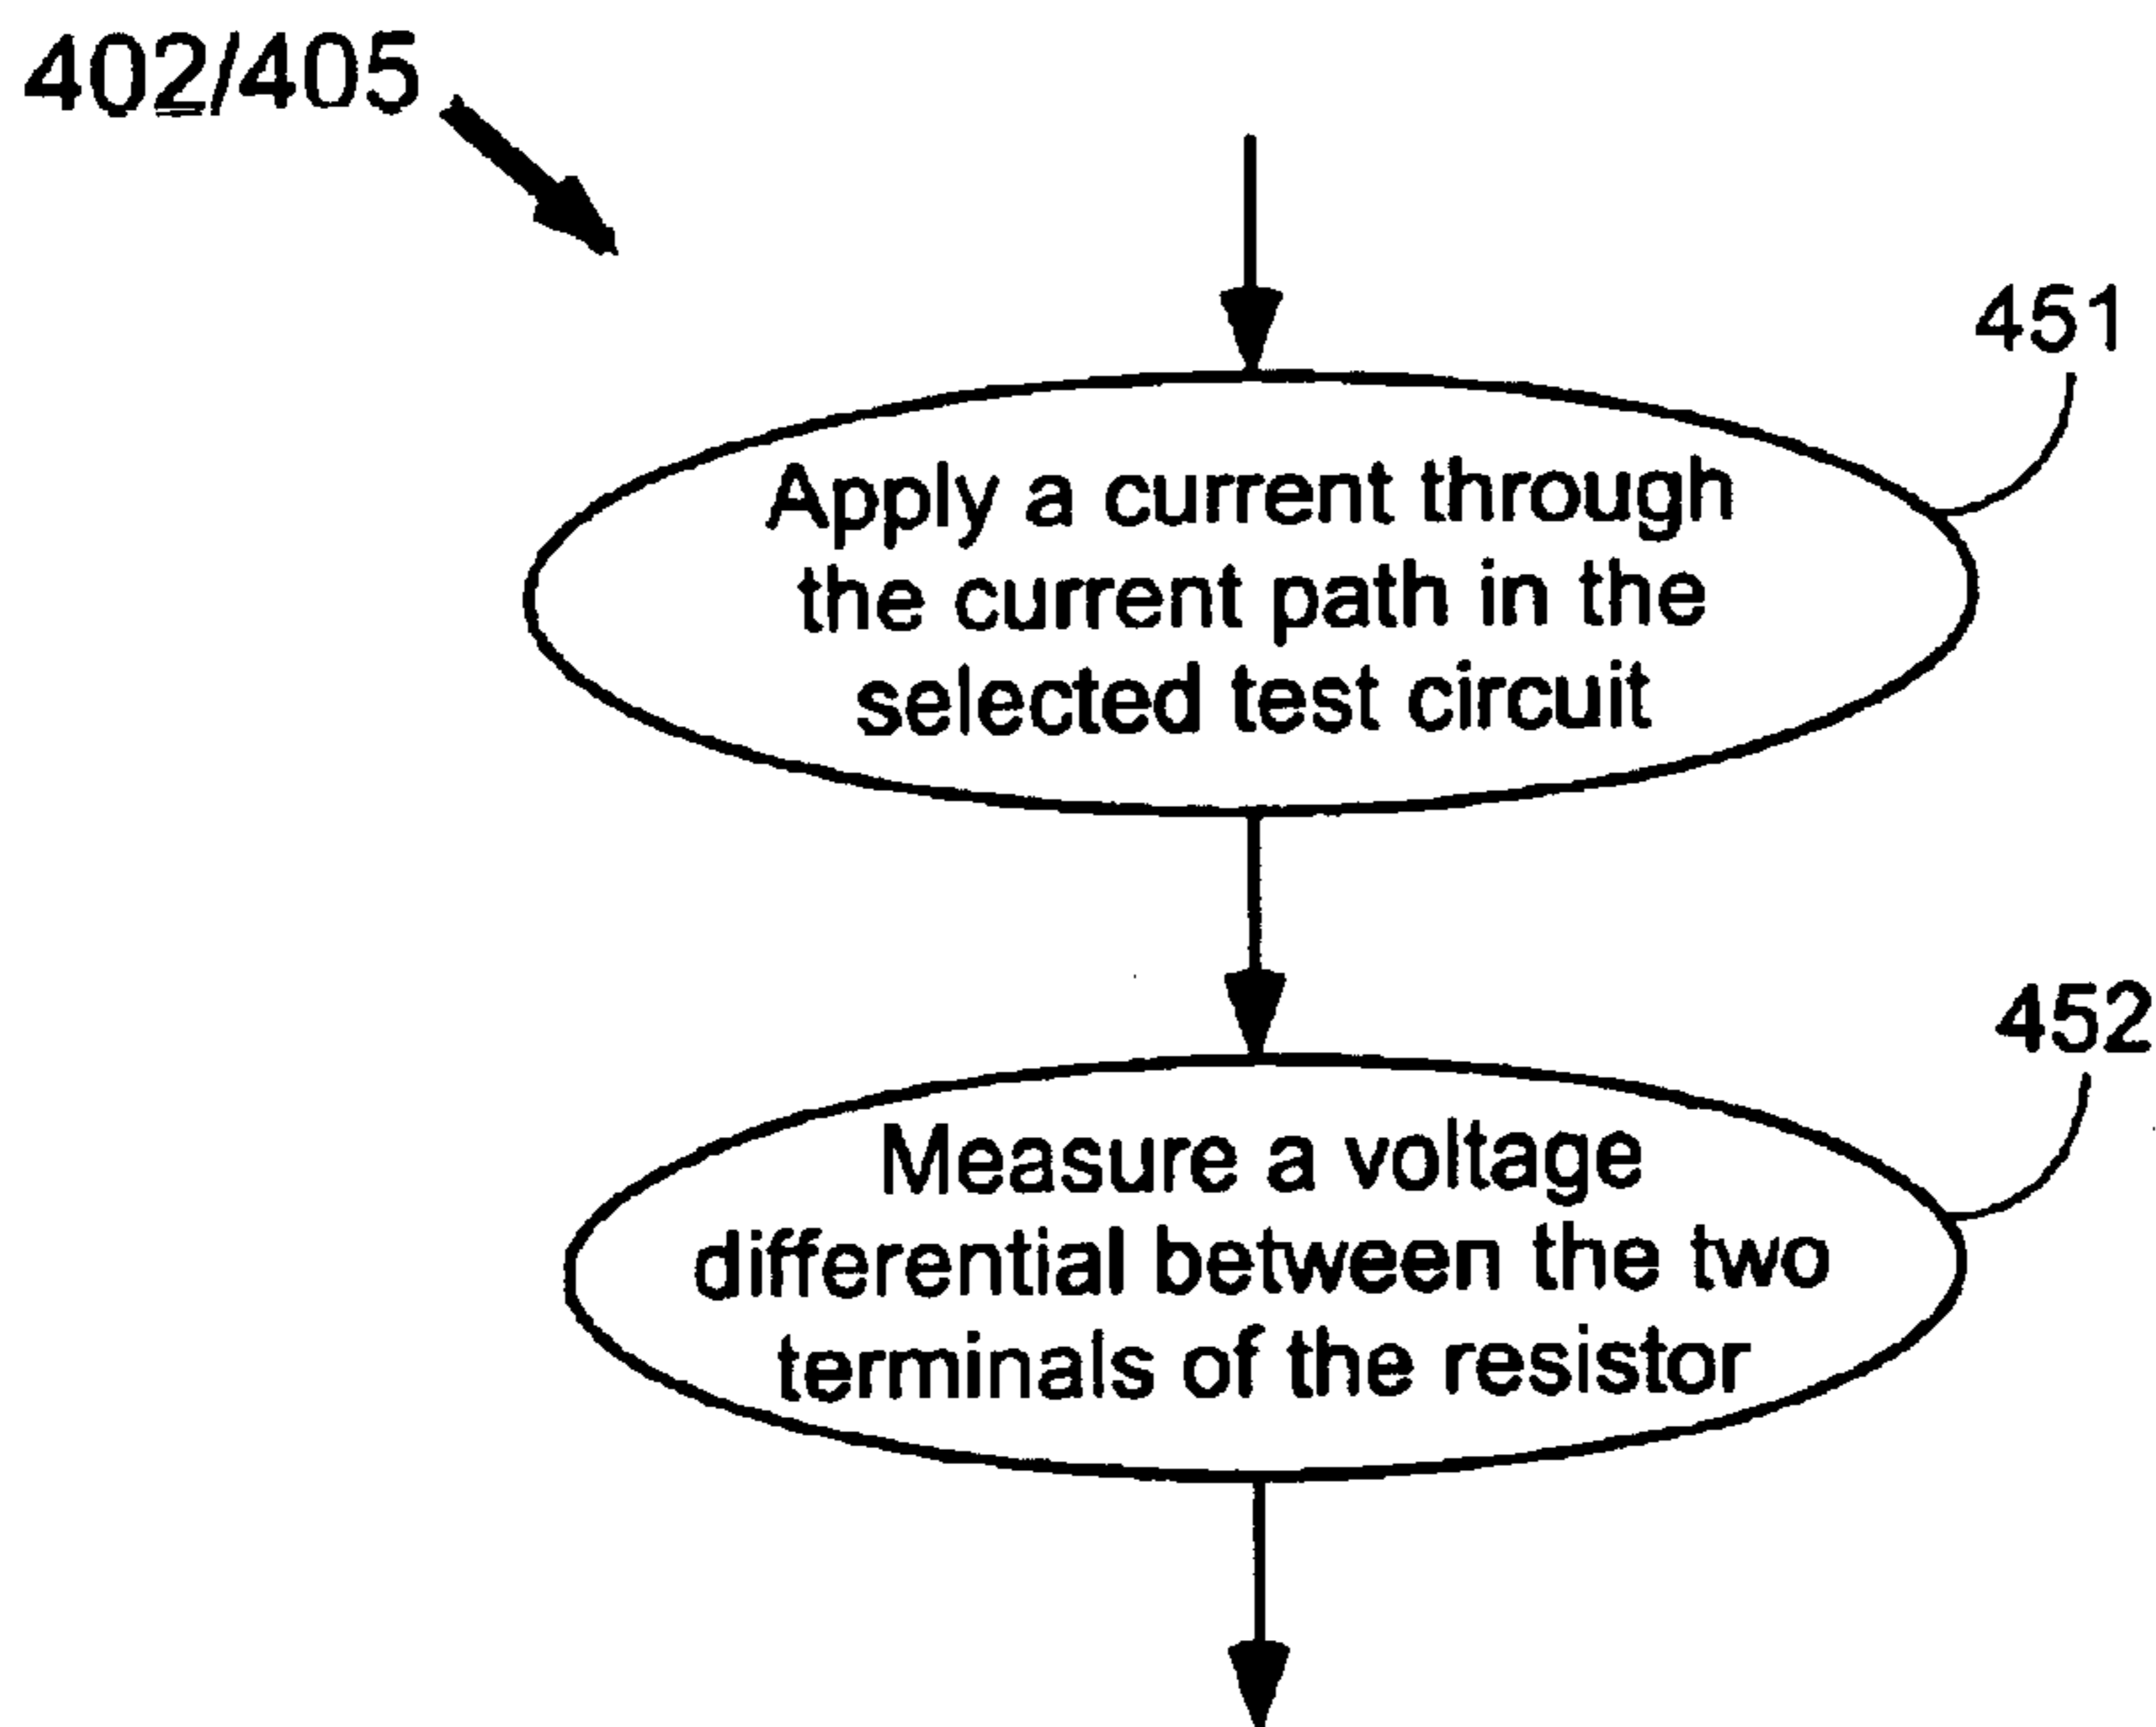 402/405
451
Apply a current through
the current path in the
selected test circuit
452
Measure a voltage
differential between the two
terminals of the resistor